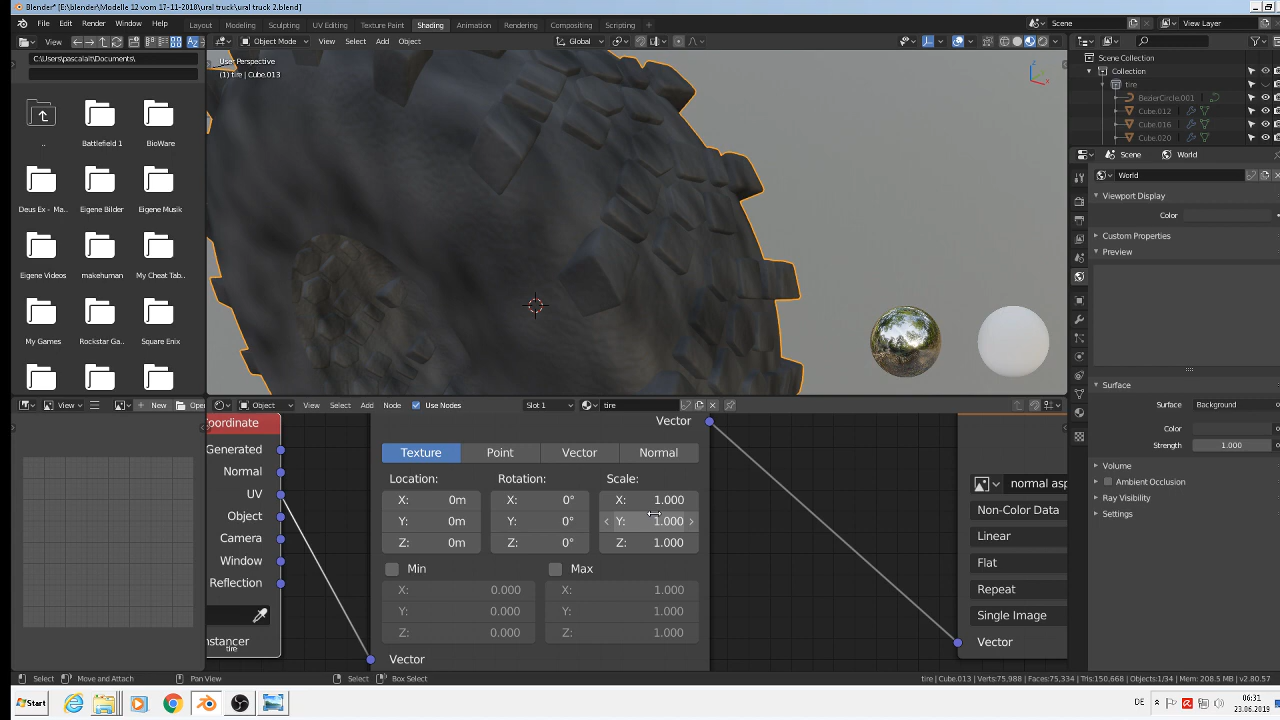 Blender* [E:\blender\Modelle 12 vom 17-11-2018\ural truck\ural truck 2.blend]
File Edit Render Window Help Layout Modeling Sculpting UV Editing Texture Paint Shading Animation Rendering Compositing Scripting Scene View Layer
View Object Mode View Select Add Object Global
C:\Users\pascalalt\Documents\
User Perspective
(1) tire | Cube.013
.. Battlefield 1 BioWare
Deus Ex - Ma... Eigene Bilder Eigene Musik
Eigene Videos makehuman My Cheat Tab...
My Games Rockstar Ga... Square Enix
Scene Collection
Collection
tire
BezierCircle.001
Cube.012
Cube.016
Cube.020
Scene World
World
Viewport Display
Color
Custom Properties
Preview
Surface
Surface Background
Color
Strength 1.000
Volume
Ambient Occlusion
Ray Visibility
Settings
View New Open
Object View Select Add Node Use Nodes Slot 1 tire
oordinate
Generated
Normal
UV
Object
Camera
Window
Reflection
nstancer
tire
Vector
Texture Point Vector Normal
Location: Rotation: Scale:
X: 0m X: 0° X: 1.000
Y: 0m Y: 0° Y: 1.000
Z: 0m Z: 0° Z: 1.000
Min Max
X: 0.000 X: 1.000
Y: 0.000 Y: 1.000
Z: 0.000 Z: 1.000
Vector
normal asp
Non-Color Data
Linear
Flat
Repeat
Single Image
Vector
Select Move and Attach Pan View Select Box Select tire | Cube.013 | Verts:75,988 | Faces:75,334 | Tris:150,668 | Objects:1/34 | Mem: 208.5 MB | v2.80.57
Start DE 06:31
23.06.2019